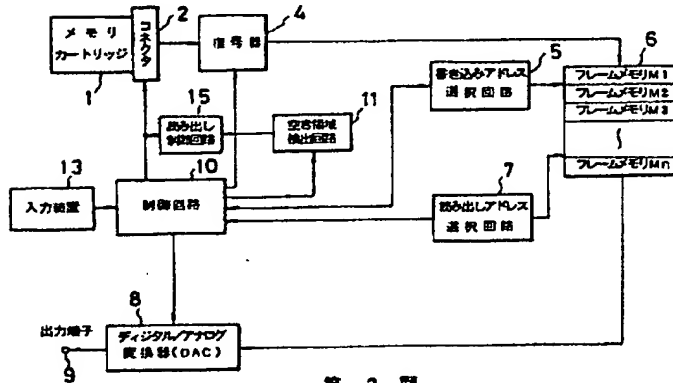 メモリ
カートリッジ
コネクタ
2
復号器
4
1
15
読み出し
制御回路
11
空き領域
検出回路
書き込みアドレス
選択回路
5
6
フレームメモリM1
フレームメモリM2
フレームメモリM3
フレームメモリMn
13
入力装置
10
制御回路
7
読み出しアドレス
選択回路
8
出力端子
9
ディジタル/アナログ
変換器(DAC)